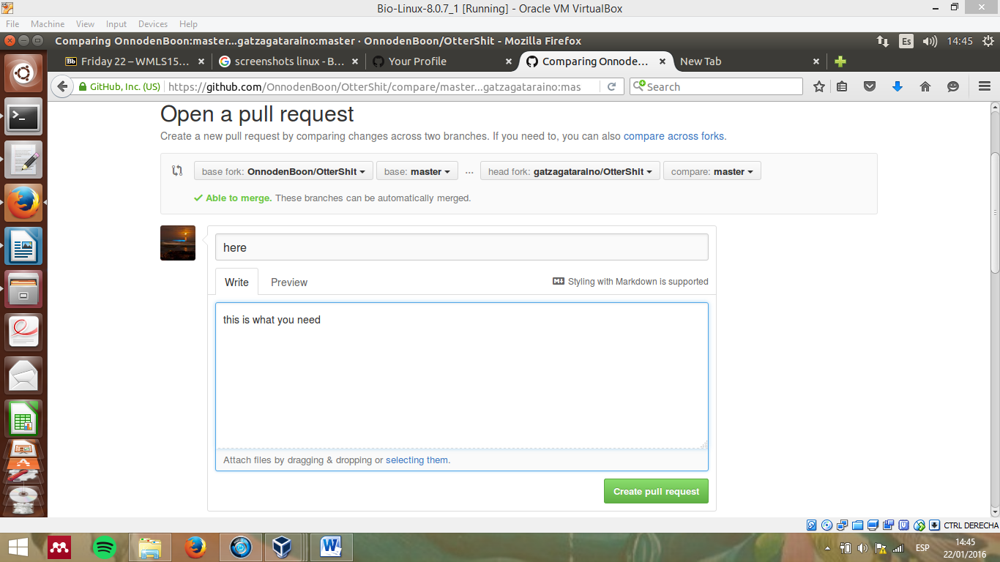 Bio-Linux-8.0.7_1 [Running] - Oracle VM VirtualBox
File Machine View Input Devices Help
Comparing OnnodenBoon:master...gatzagataraino:master · OnnodenBoon/OtterShit - Mozilla Firefox
Es 14:45
Bb Friday 22 – WMLS15… screenshots linux - B… Your Profile Comparing Onnode… New Tab
GitHub, Inc. (US) https://github.com/OnnodenBoon/OtterShit/compare/master...gatzagataraino:mas Search
Open a pull request
Create a new pull request by comparing changes across two branches. If you need to, you can also compare across forks.
base fork: OnnodenBoon/OtterShit base: master ... head fork: gatzagataraino/OtterShit compare: master
Able to merge. These branches can be automatically merged.
here
Write Preview Styling with Markdown is supported
this is what you need
Attach files by dragging & dropping or selecting them.
Create pull request
CTRL DERECHA
ESP 14:45
22/01/2016